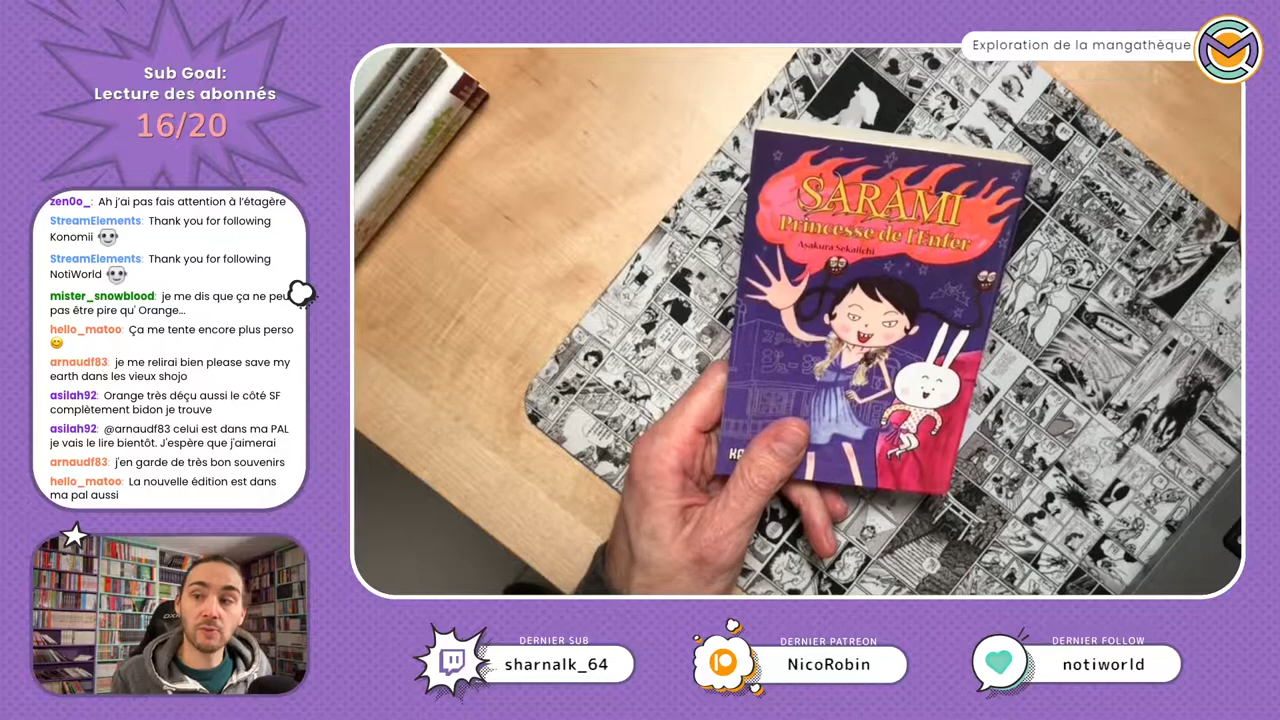 Sub Goal:
Lecture des abonnés
16/20
Exploration de la mangathèque
zen0o_: Ah j'ai pas fais attention à l'étagère
StreamElements: Thank you for following
Konomii
StreamElements: Thank you for following
NotiWorld
mister_snowblood: je me dis que ça ne peu
pas être pire qu' Orange...
hello_matoo: Ça me tente encore plus perso
arnaudf83: je me relirai bien please save my
earth dans les vieux shojo
asilah92: Orange très déçu aussi le côté SF
complètement bidon je trouve
asilah92: @arnaudf83 celui est dans ma PAL
je vais le lire bientôt. J'espère que j'aimerai
arnaudf83: j'en garde de très bon souvenirs
hello_matoo: La nouvelle édition est dans
ma pal aussi
SARAMI
Princesse de l'Enfer
Asakura Sekaiichi
DERNIER SUB
sharnalk_64
DERNIER PATREON
NicoRobin
DERNIER FOLLOW
notiworld